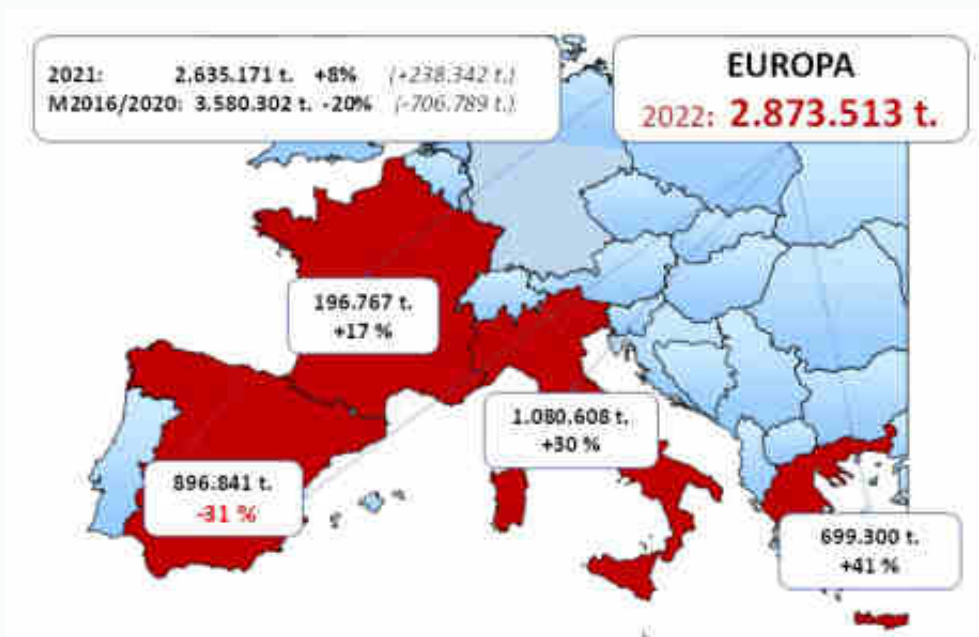 2021: 2.635.171 t. +8% (+238.342 t.)
M2016/2020: 3.580.302 t. -20% (-706.789 t.)
EUROPA
2022: 2.873.513 t.
196.767 t.
+17 %
1.080.608 t.
+30 %
896.841 t.
-31 %
699.300 t.
+41 %